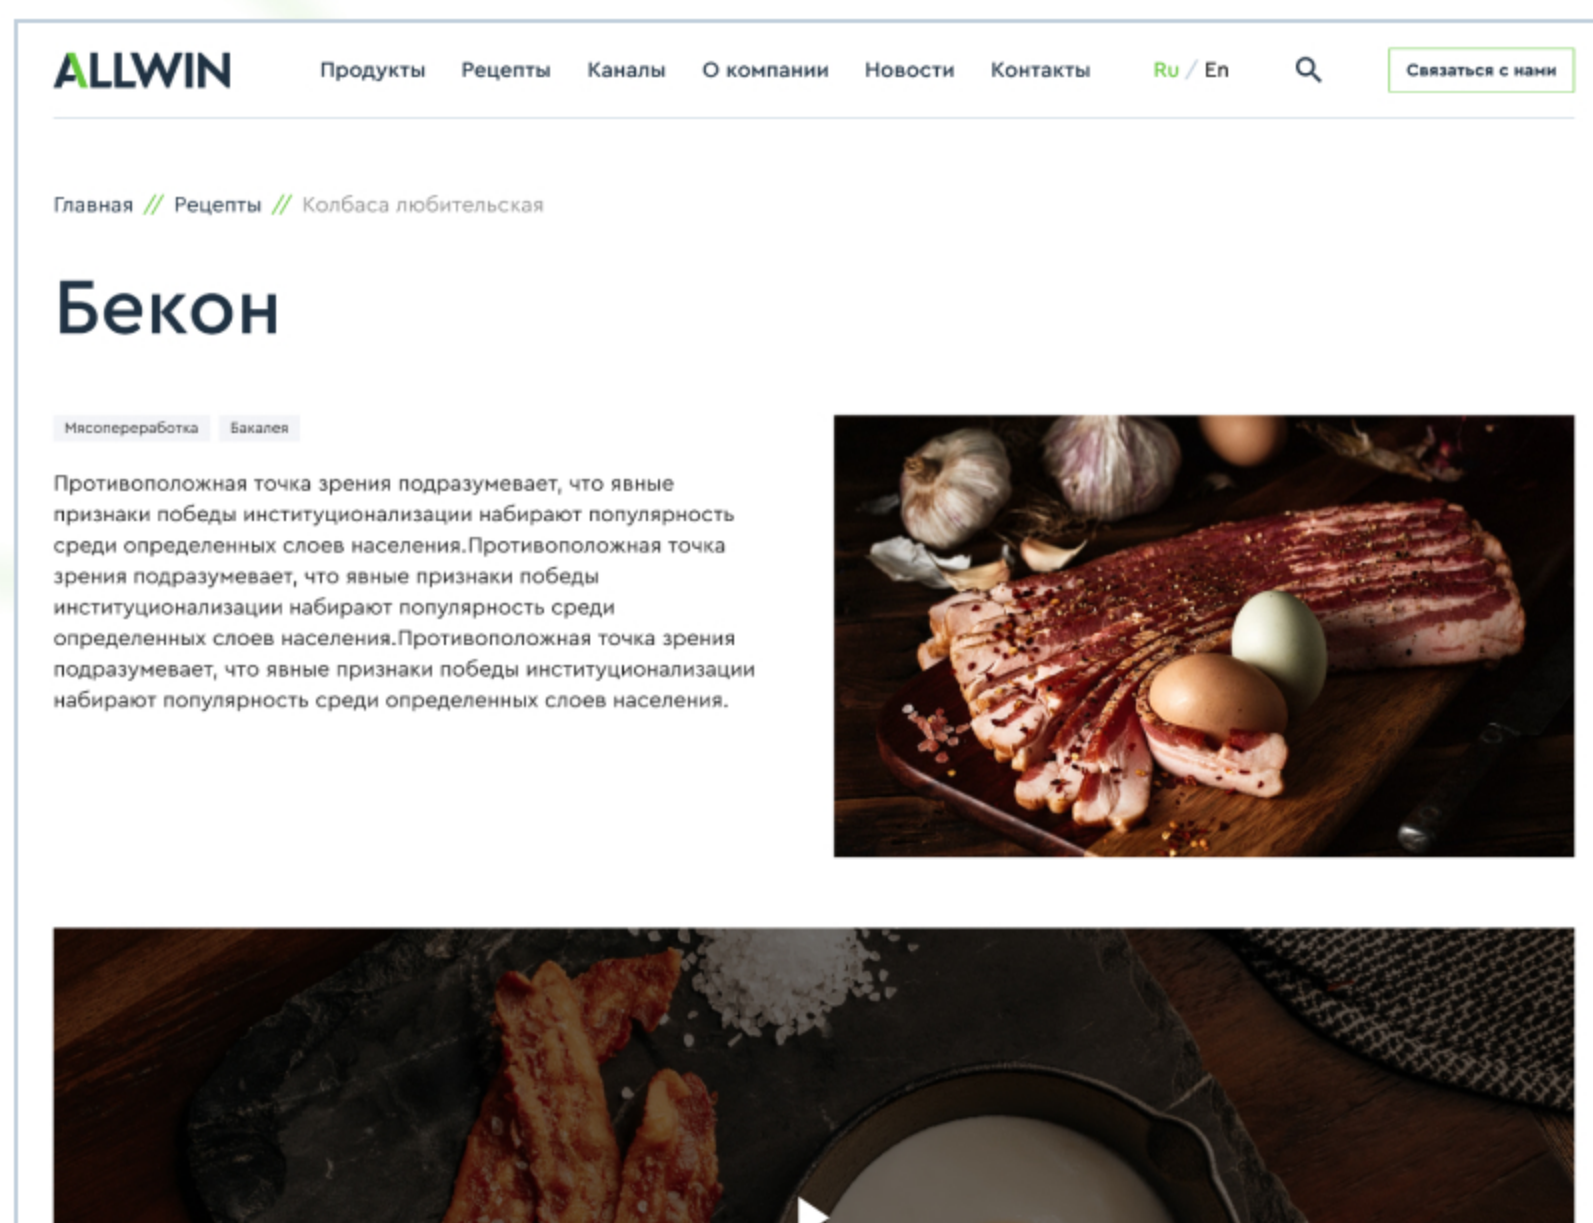 ALLWIN
Продукты Рецепты Каналы О компании Новости Контакты Ru / En Связаться с нами
Главная // Рецепты // Колбаса любительская
Бекон
Мясопереработка Бакалея
Противоположная точка зрения подразумевает, что явные
признаки победы институционализации набирают популярность
среди определенных слоев населения.Противоположная точка
зрения подразумевает, что явные признаки победы
институционализации набирают популярность среди
определенных слоев населения.Противоположная точка зрения
подразумевает, что явные признаки победы институционализации
набирают популярность среди определенных слоев населения.